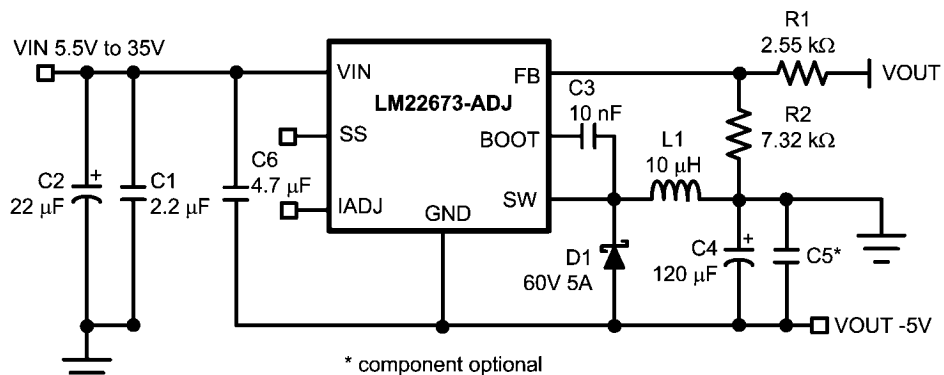 VIN 5.5V to 35V
R1
2.55 kΩ
VOUT
VIN
FB
LM22673-ADJ
C3
10 nF
R2
7.32 kΩ
SS
BOOT
L1
10 μH
C6
4.7 μF
C2
+
22 μF
C1
2.2 μF
IADJ
GND
SW
D1
60V 5A
C4
+
120 μF
C5*
VOUT -5V
* component optional